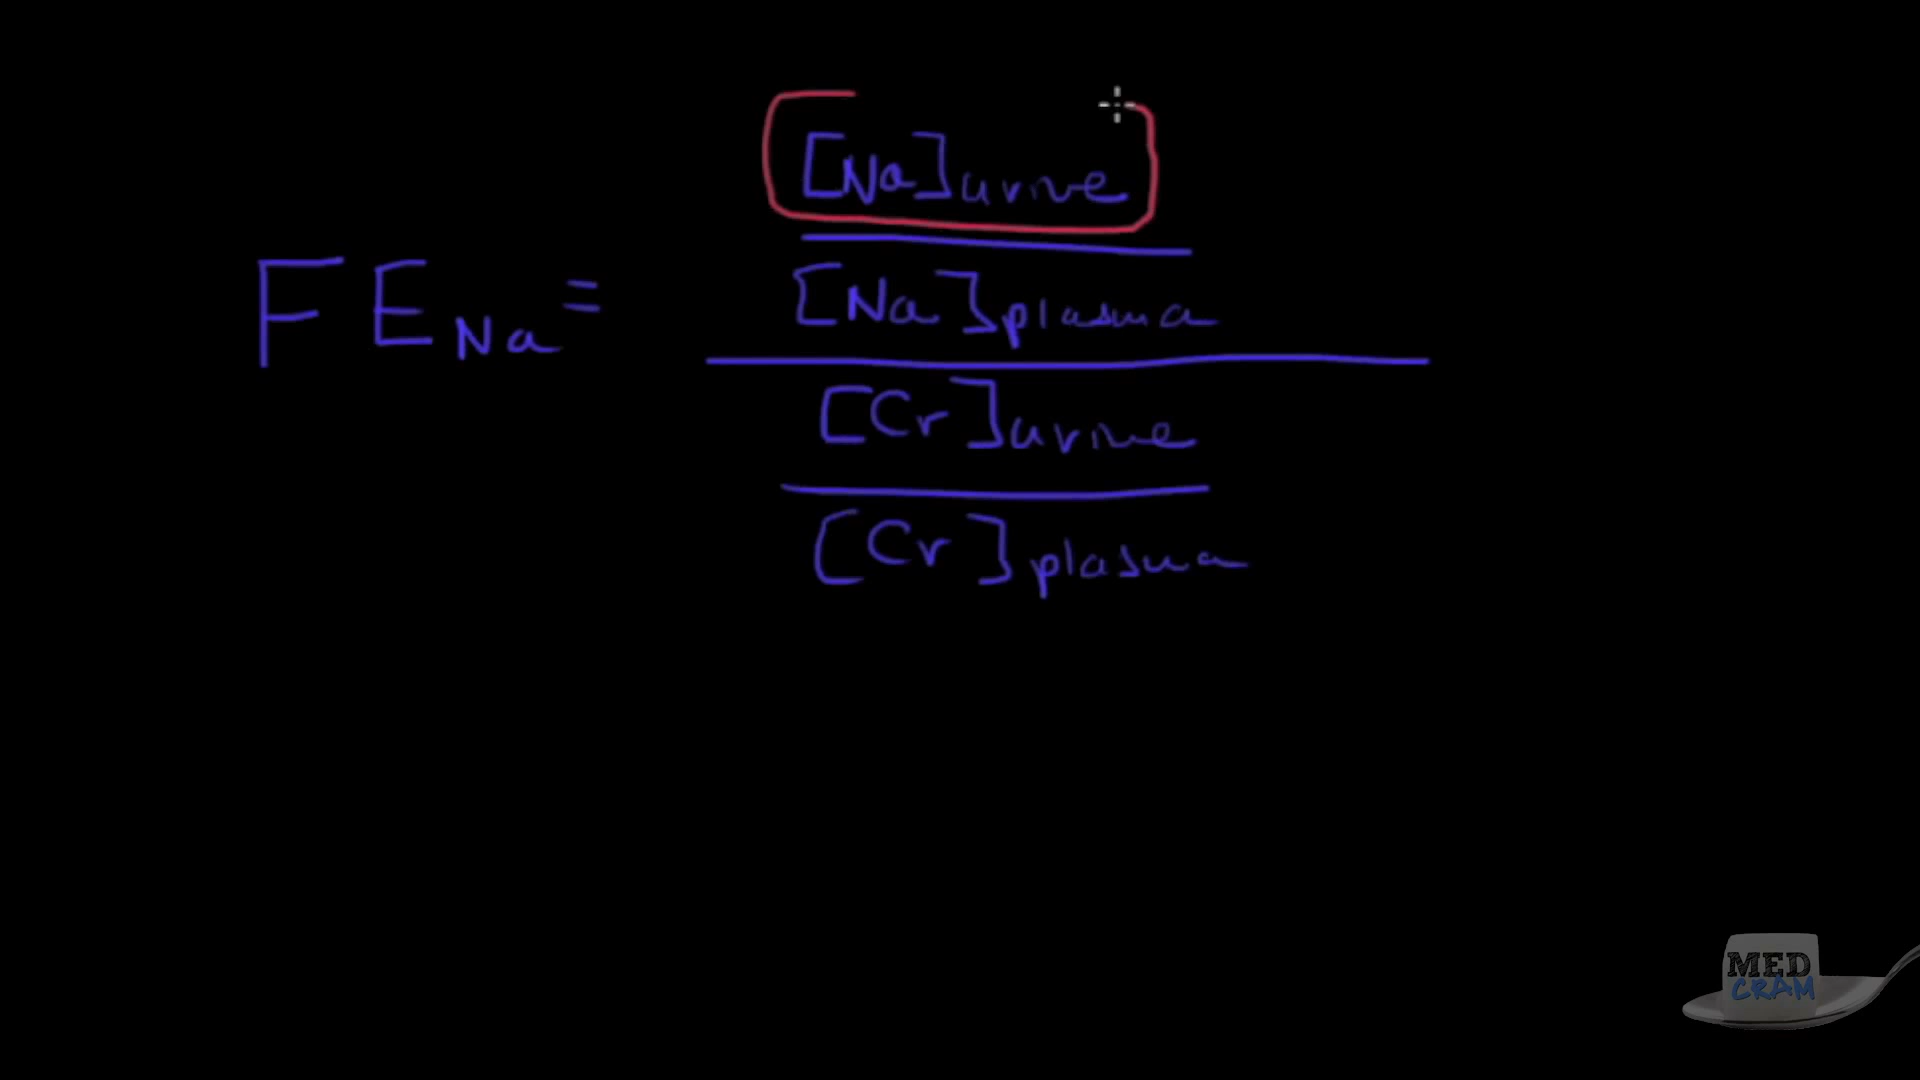 [Na]urine
FENa=
[Na]plasma
[Cr]urine
[Cr]plasma
MED
CRAM